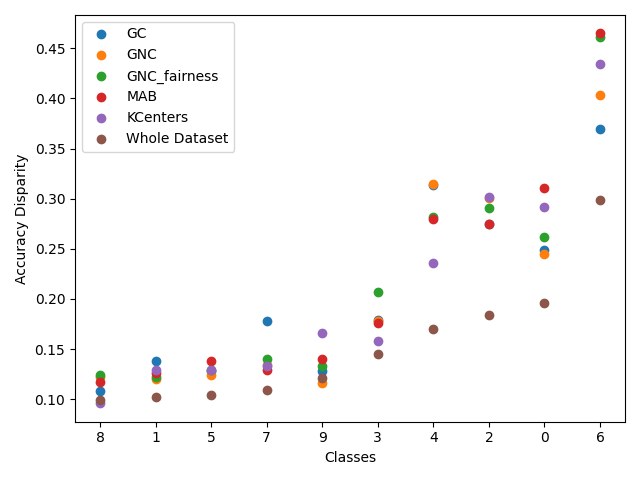 GC
GNC
GNC_fairness
MAB
KCenters
Whole Dataset
Accuracy Disparity
0.45
0.40
0.35
0.30
0.25
0.20
0.15
0.10
8 1 5 7 9 3 4 2 0 6
Classes